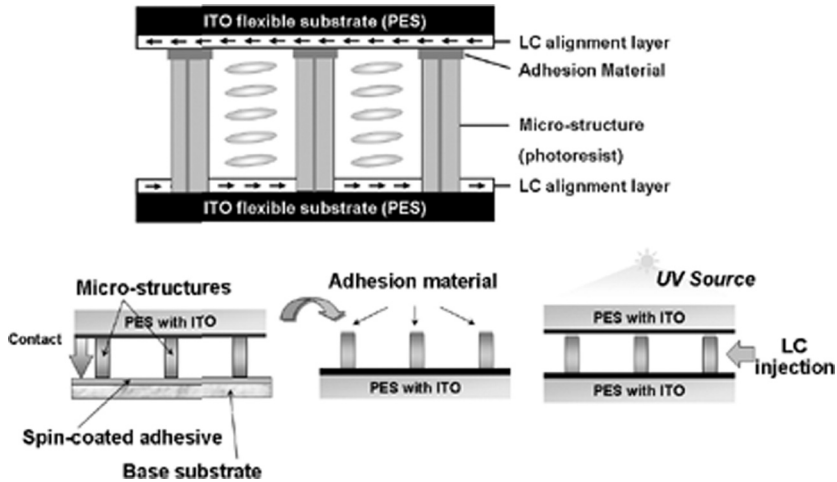 ITO flexible substrate (PES)
LC alignment layer
Adhesion Material
Micro-structure
(photoresist)
LC alignment layer
ITO flexible substrate (PES)
Micro-structures
PES with ITO
Contact
Spin-coated adhesive
Base substrate
Adhesion material
PES with ITO
UV Source
PES with ITO
LC
injection
PES with ITO